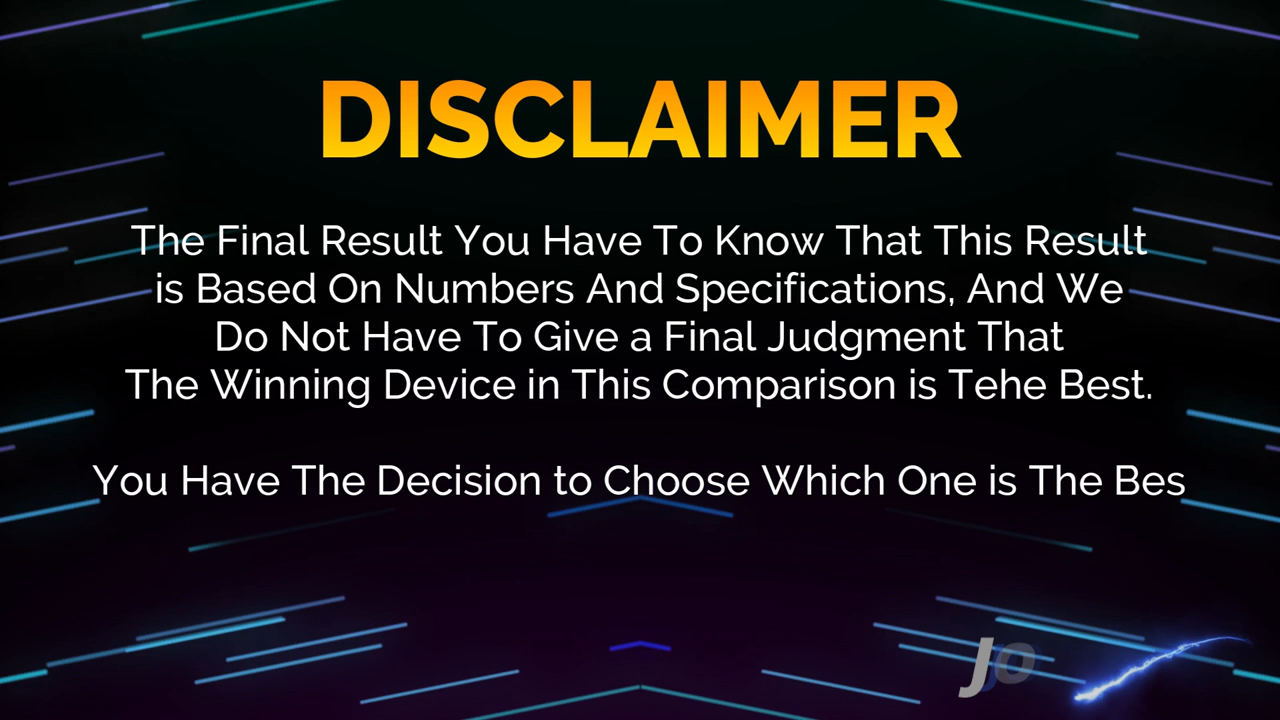 DISCLAIMER
The Final Result You Have To Know That This Result
is Based On Numbers And Specifications, And We
Do Not Have To Give a Final Judgment That
The Winning Device in This Comparison is Tehe Best.
You Have The Decision to Choose Which One is The Bes
Jo